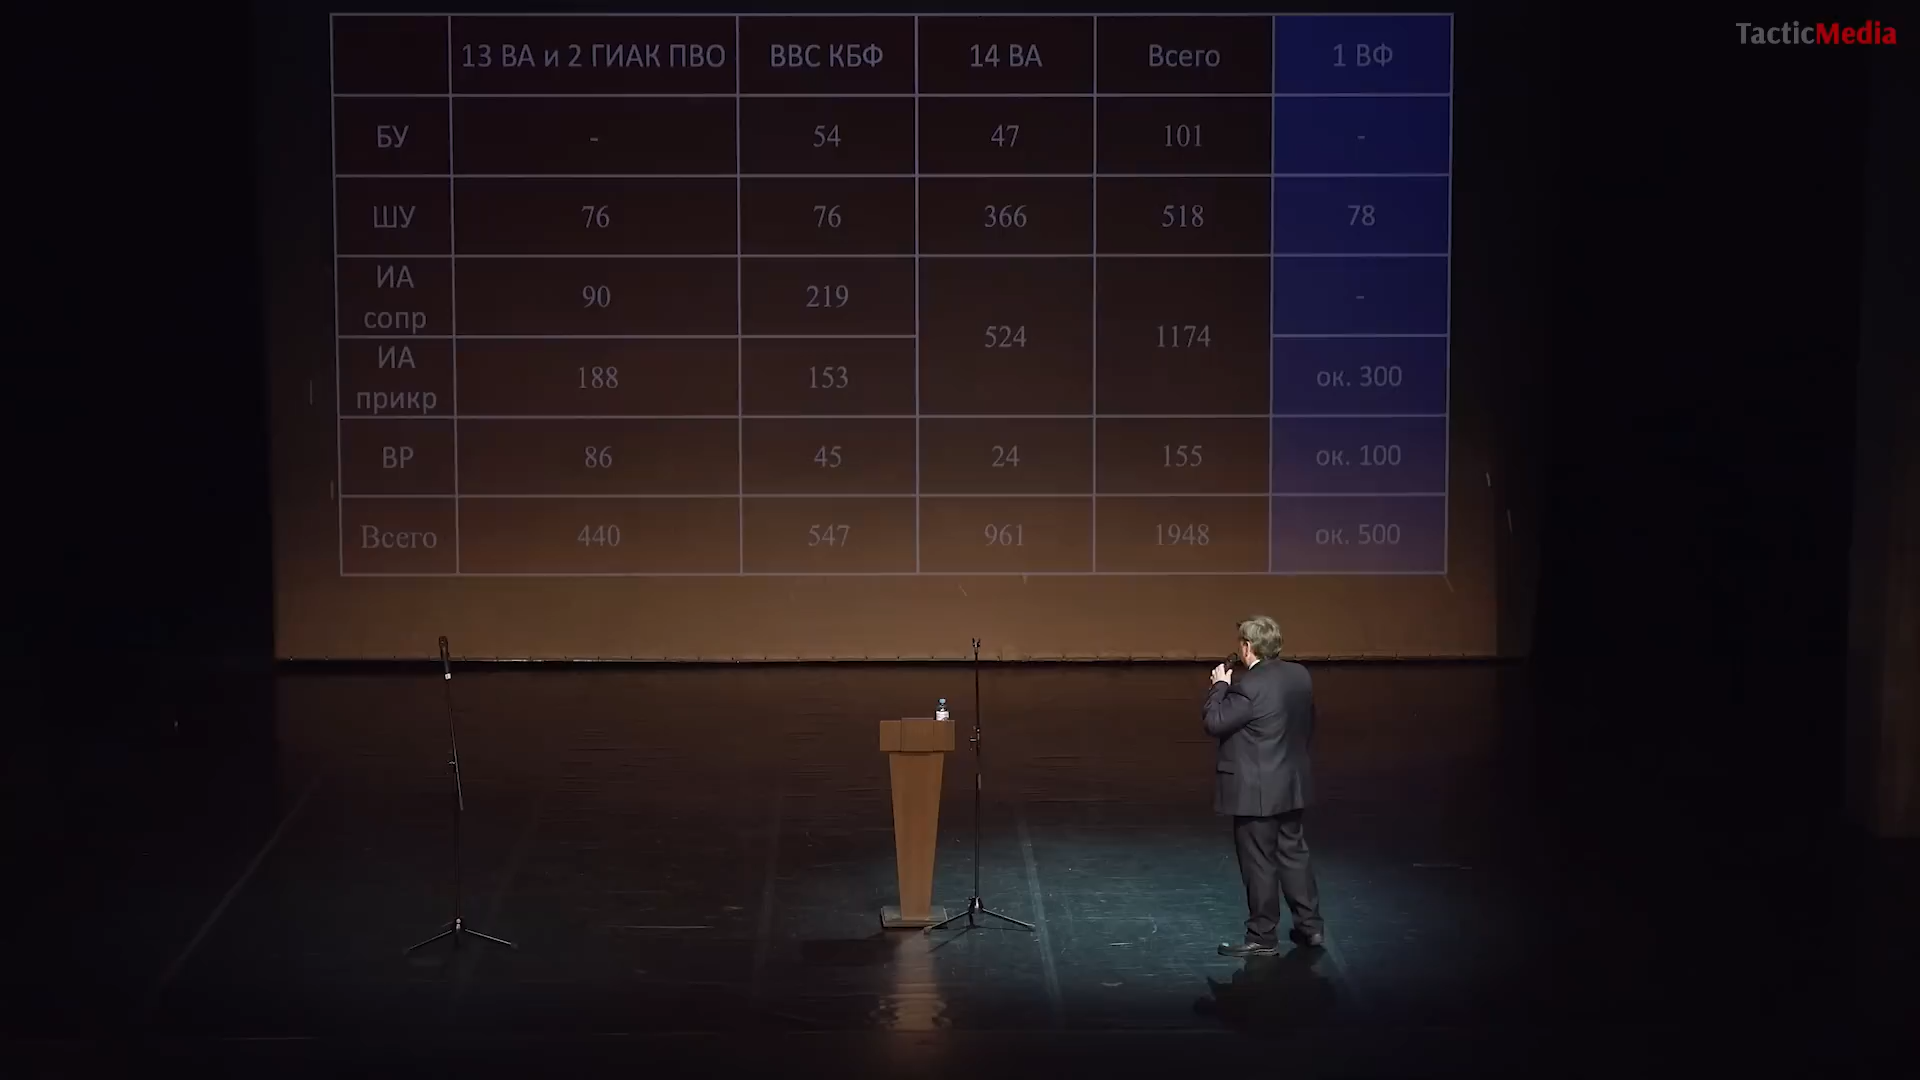 TacticMedia
13 ВА и 2 ГИАК ПВО ВВС КБФ 14 ВА Всего 1 ВФ
БУ - 54 47 101 -
ШУ 76 76 366 518 78
ИА сопр 90 219 524 1174 -
ИА прикр 188 153 ок. 300
ВР 86 45 24 155 ок. 100
Всего 440 547 961 1948 ок. 500